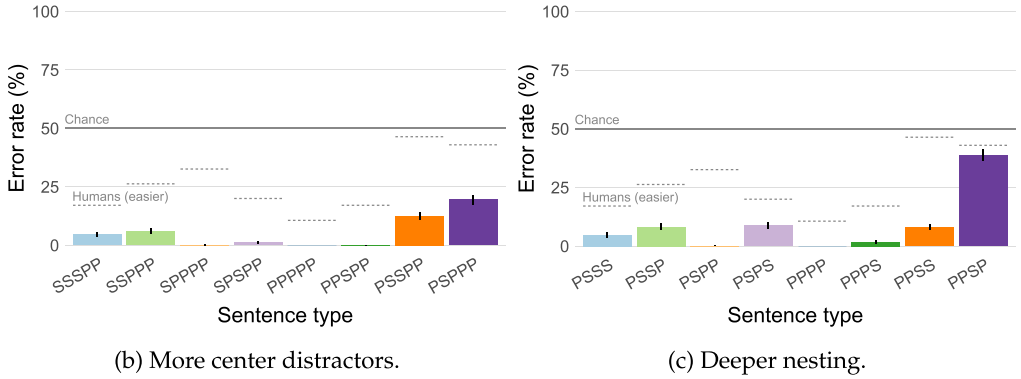 100
75
50
25
0
Error rate (%)
Chance
Humans (easier)
SSSPP
SSPPP
SPPPP
SPSPP
PPPPP
PPSPP
PSSPP
PSPPP
Sentence type
(b) More center distractors.
100
75
50
25
0
Error rate (%)
Chance
Humans (easier)
PSSS
PSSP
PSPP
PSPS
PPPP
PPPS
PPSS
PPSP
Sentence type
(c) Deeper nesting.